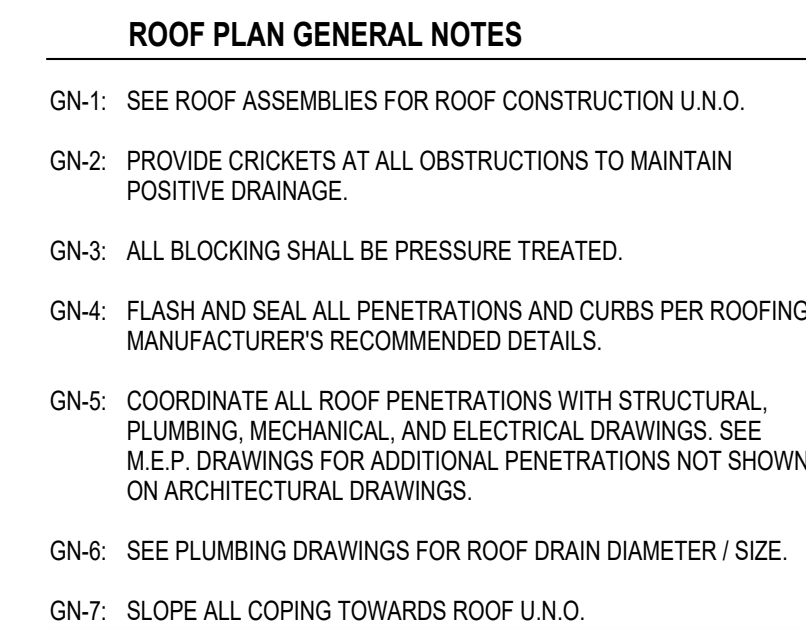 ROOF PLAN GENERAL NOTES
GN-1: SEE ROOF ASSEMBLIES FOR ROOF CONSTRUCTION U.N.O.
GN-2: PROVIDE CRICKETS AT ALL OBSTRUCTIONS TO MAINTAIN
POSITIVE DRAINAGE.
GN-3: ALL BLOCKING SHALL BE PRESSURE TREATED.
GN-4: FLASH AND SEAL ALL PENETRATIONS AND CURBS PER ROOFING
MANUFACTURER'S RECOMMENDED DETAILS.
GN-5: COORDINATE ALL ROOF PENETRATIONS WITH STRUCTURAL,
PLUMBING, MECHANICAL, AND ELECTRICAL DRAWINGS. SEE
M.E.P. DRAWINGS FOR ADDITIONAL PENETRATIONS NOT SHOWN
ON ARCHITECTURAL DRAWINGS.
GN-6: SEE PLUMBING DRAWINGS FOR ROOF DRAIN DIAMETER / SIZE.
GN-7: SLOPE ALL COPING TOWARDS ROOF U.N.O.